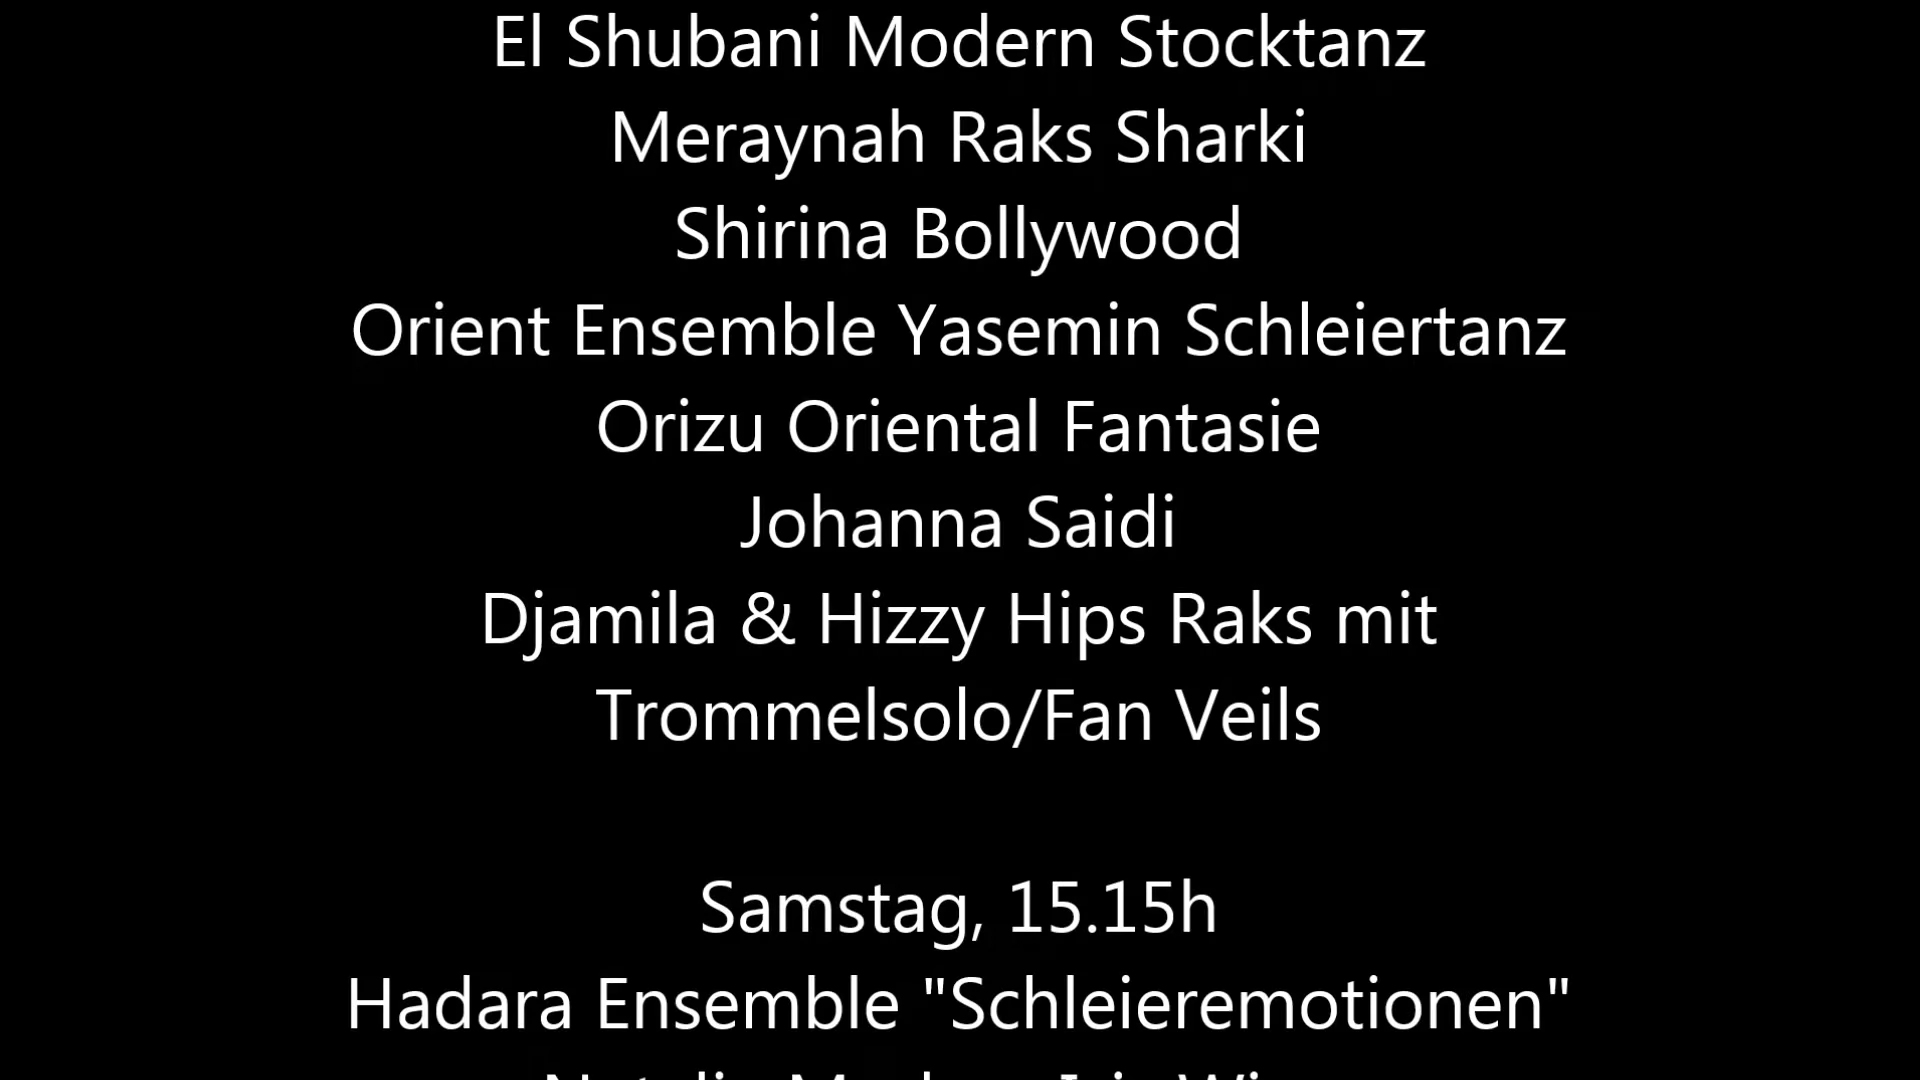 El Shubani Modern Stocktanz
Meraynah Raks Sharki
Shirina Bollywood
Orient Ensemble Yasemin Schleiertanz
Orizu Oriental Fantasie
Johanna Saidi
Djamila & Hizzy Hips Raks mit
Trommelsolo/Fan Veils
Samstag, 15.15h
Hadara Ensemble "Schleieremotionen"